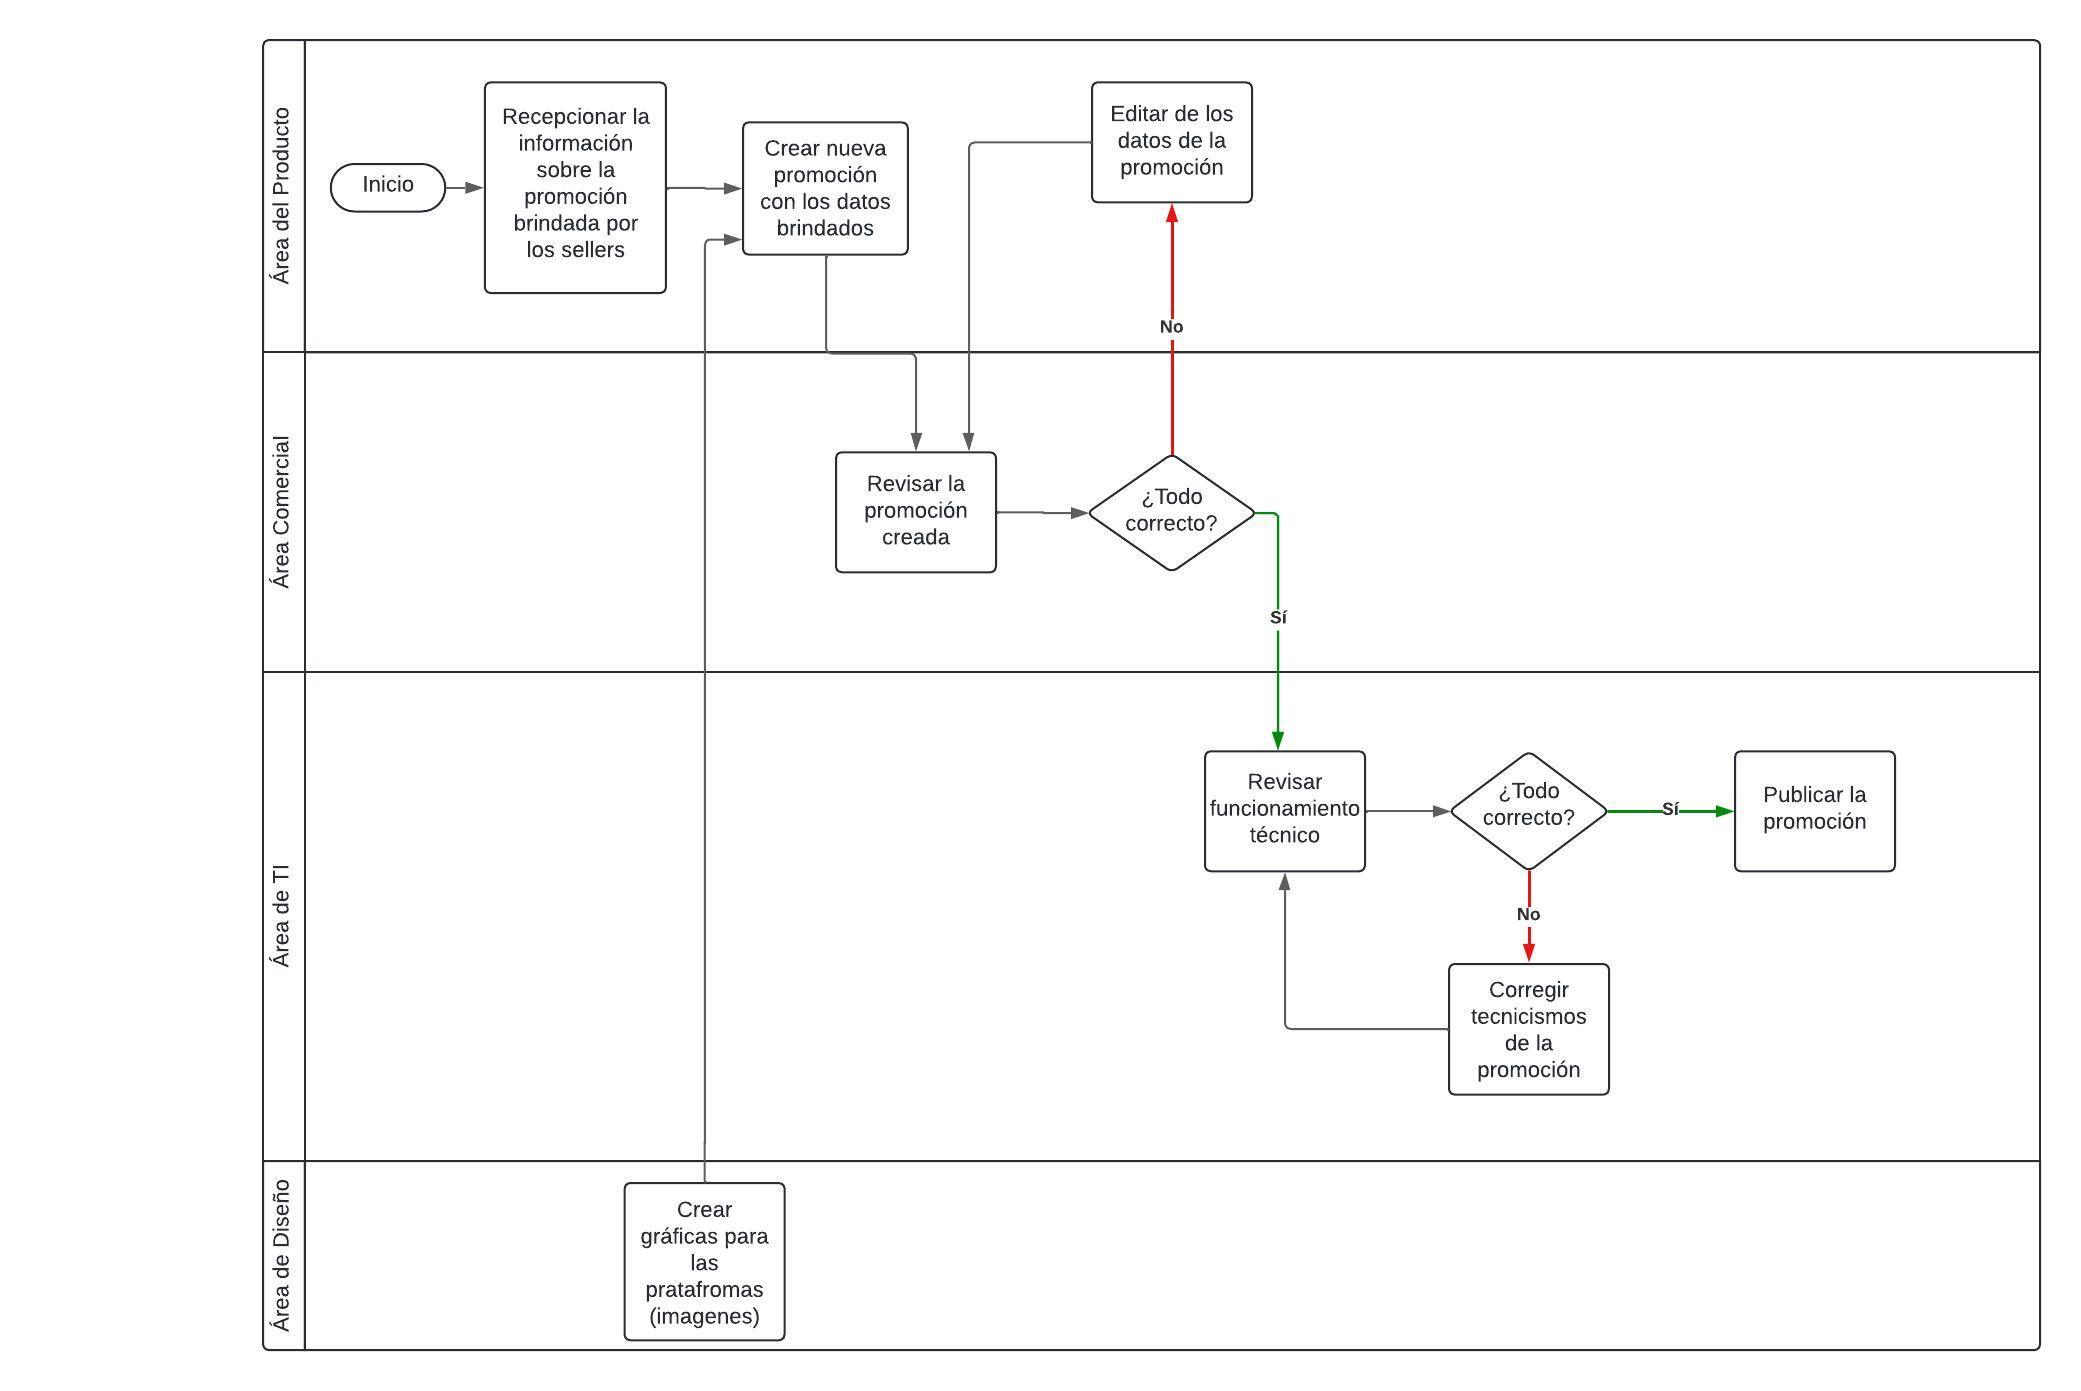 Área del Producto
Inicio
Recepcionar la
información
sobre la
promoción
brindada por
los sellers
Crear nueva
promoción
con los datos
brindados
Editar de los
datos de la
promoción
No
Área Comercial
Revisar la
promoción
creada
¿Todo
correcto?
Sí
Área de TI
Revisar
funcionamiento
técnico
¿Todo
correcto?
Sí
Publicar la
promoción
No
Corregir
tecnicismos
de la
promoción
Área de Diseño
Crear
gráficas para
las
pratafromas
(imagenes)